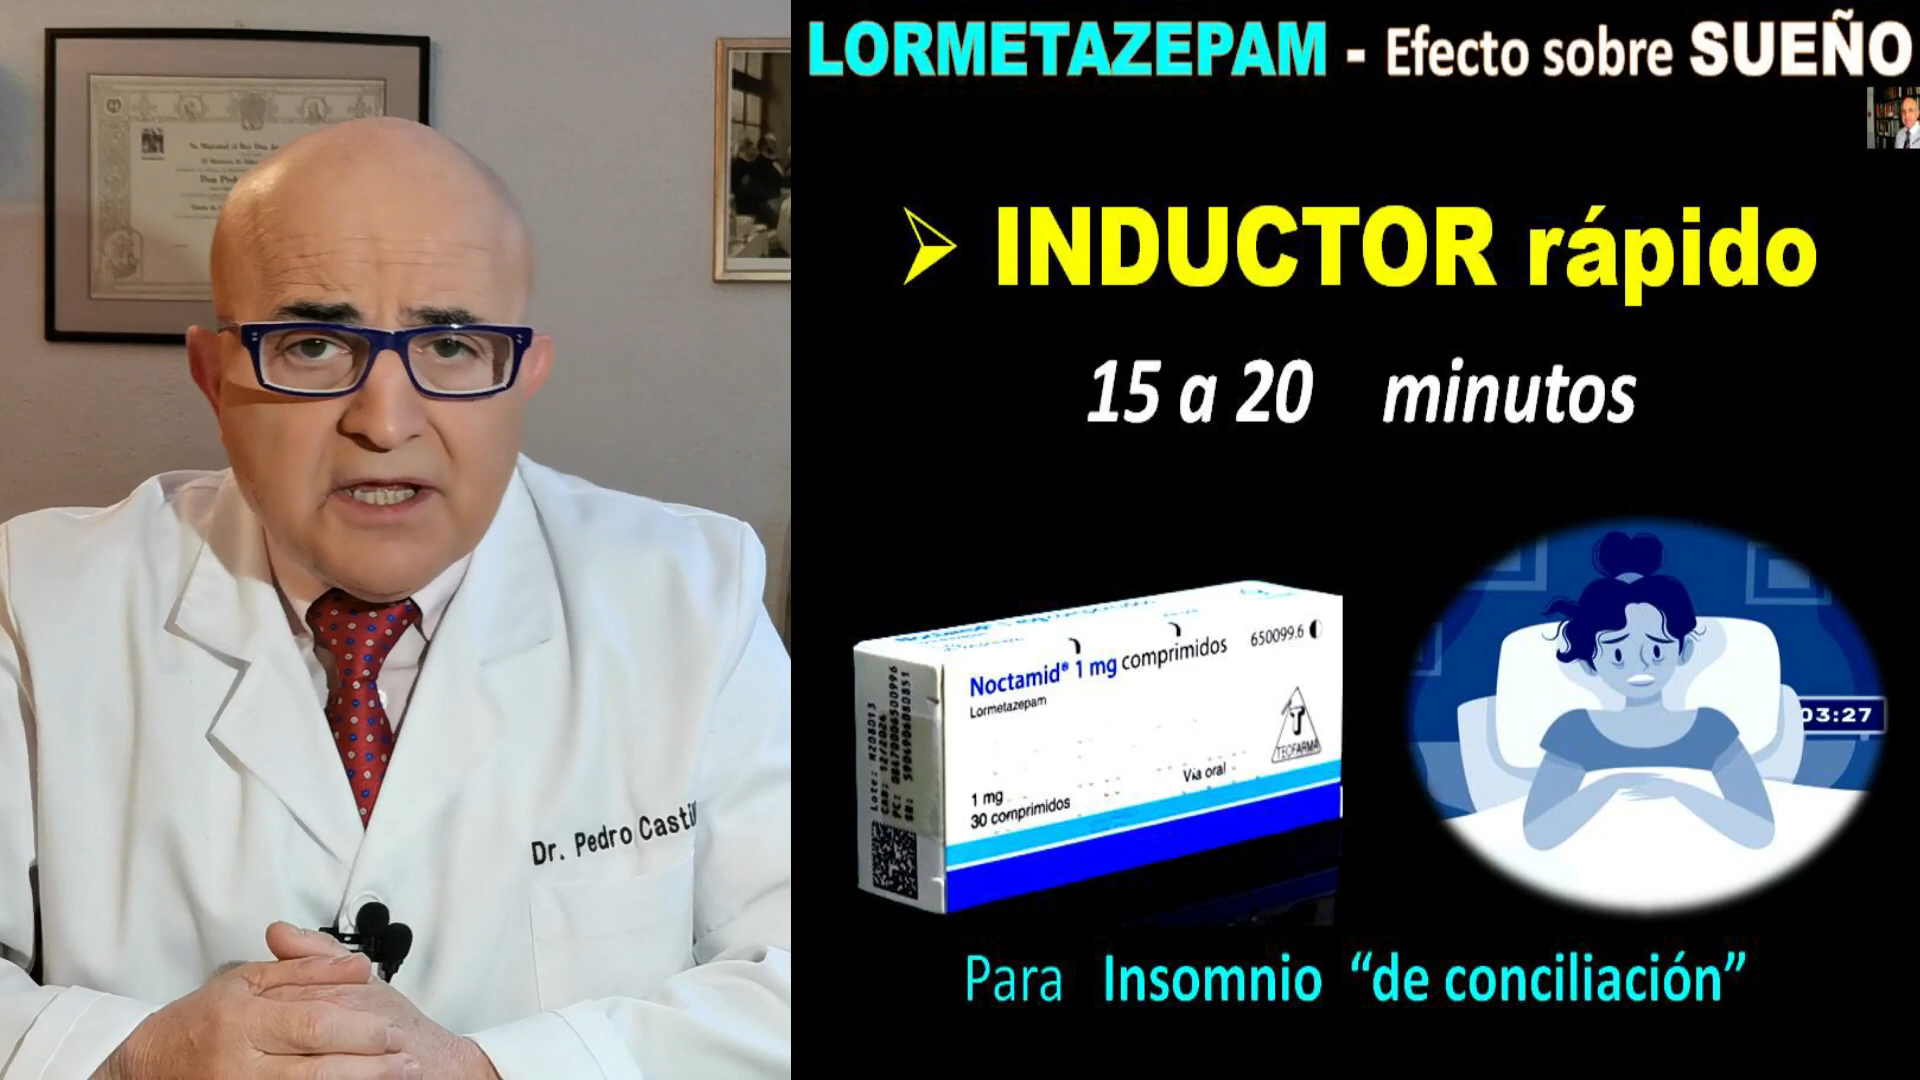 LORMETAZEPAM - Efecto sobre SUEÑO
INDUCTOR rápido
15 a 20 minutos
Noctamid® 1 mg comprimidos
650099.6
Lormetazepam
TEOFARMA
Vía oral
1 mg
30 comprimidos
03:27
Dr. Pedro
Para Insomnio “de conciliación”